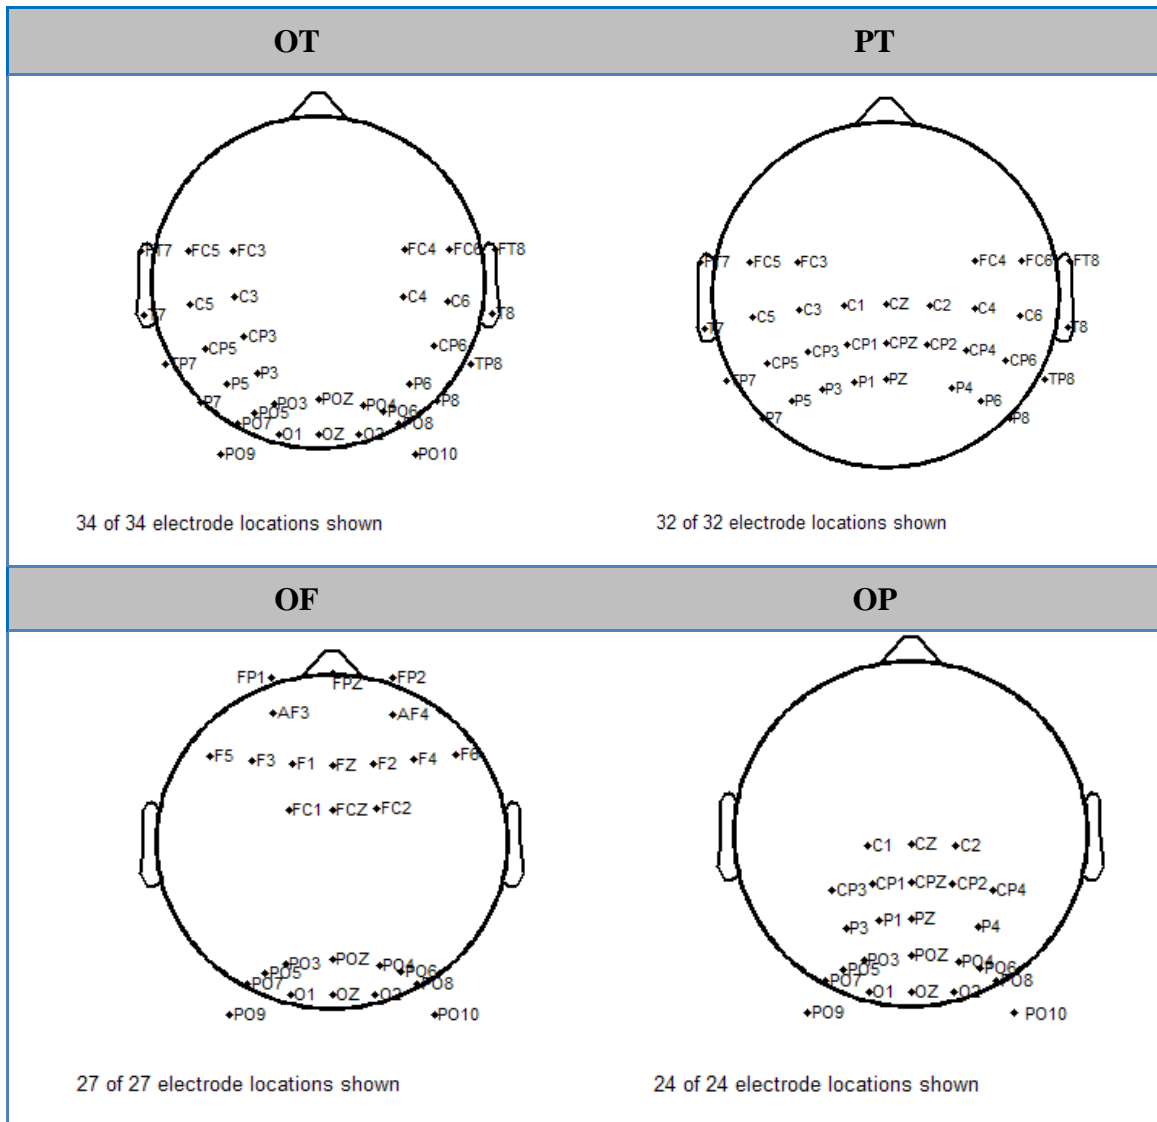 OT PT
FT7 FC5 FC3 FC4 FC6 FT8
C5 C3 C4 C6
T7 T8
CP5 CP3 CP6
TP7 TP8
P5 P3 P6
P7 PO5 PO3 POZ PO4 PO6 P8
PO7 O1 OZ O2 PO8
PO9 PO10
34 of 34 electrode locations shown
FT7 FC5 FC3 FC4 FC6 FT8
C5 C3 C1 CZ C2 C4 C6
T7 T8
CP5 CP3 CP1 CPZ CP2 CP4 CP6
TP7 TP8
P5 P3 P1 PZ P4 P6
P7 P8
32 of 32 electrode locations shown
OF OP
FP1 FPZ FP2
AF3 AF4
F5 F3 F1 FZ F2 F4 F6
FC1 FCZ FC2
PO5 PO3 POZ PO4 PO6
PO7 O1 OZ O2 PO8
PO9 PO10
27 of 27 electrode locations shown
C1 CZ C2
CP3 CP1 CPZ CP2 CP4
P3 P1 PZ P4
PO5 PO3 POZ PO4 PO6
PO7 O1 OZ O2 PO8
PO9 PO10
24 of 24 electrode locations shown